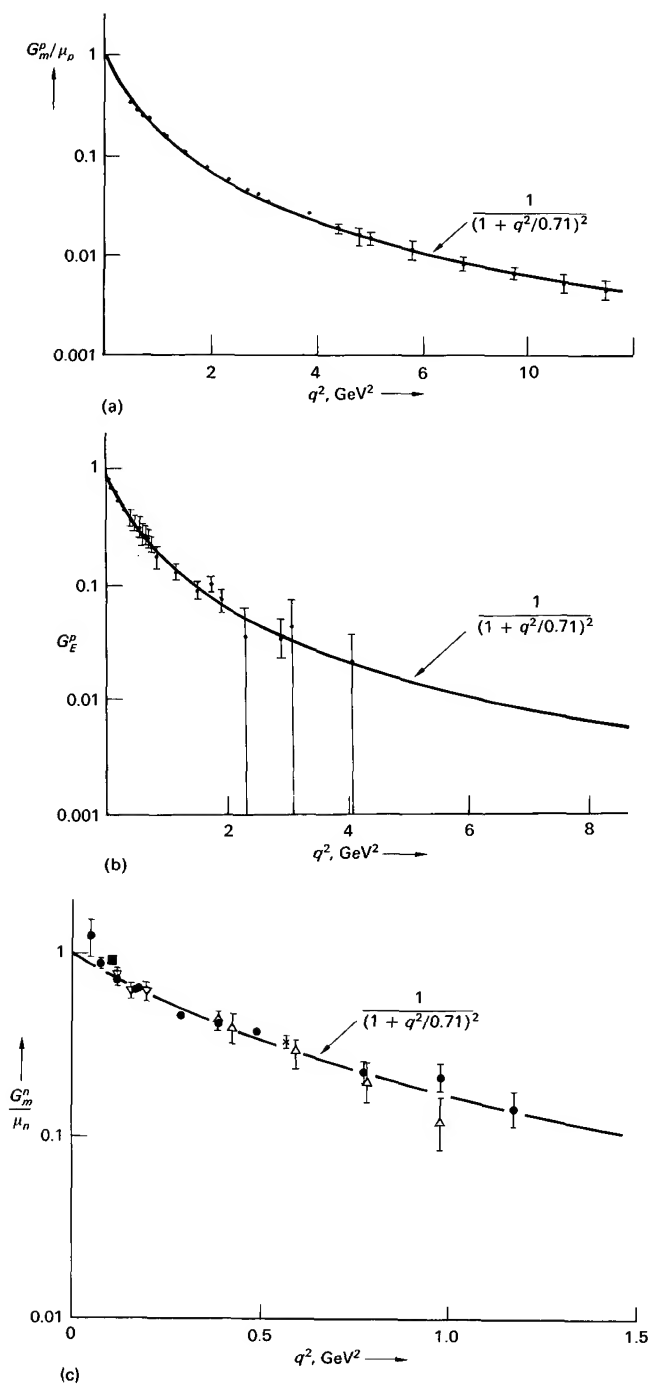 G_m^p/μ_p
1
0.1
0.01
0.001
1
(1 + q²/0.71)²
2
4
6
10
q², GeV²
(a)
1
0.1
G_E^p
0.01
0.001
1
(1 + q²/0.71)²
2
4
6
8
q², GeV²
(b)
1
G_m^n
μ_n
0.1
0.01
1
(1 + q²/0.71)²
0
0.5
1.0
1.5
q², GeV²
(c)